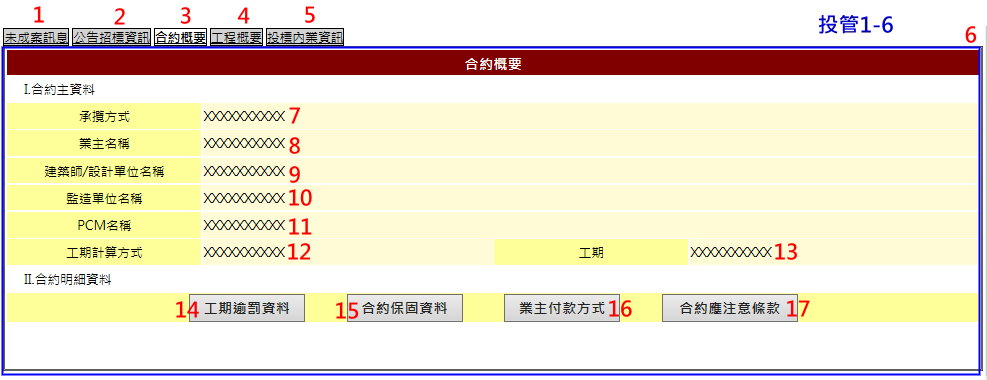 1 2 3 4 5 投管1-6 6
未成案訊息 公告招標資訊 合約概要 工程概要 投標內業資訊
合約概要
I.合約主資料
承攬方式 XXXXXXXXXX 7
業主名稱 XXXXXXXXXX 8
建築師/設計單位名稱 XXXXXXXXXX 9
監造單位名稱 XXXXXXXXXX 10
PCM名稱 XXXXXXXXXX 11
工期計算方式 XXXXXXXXXX 12 工期 XXXXXXXXXX 13
II.合約明細資料
14 工期逾罰資料 15 合約保固資料 業主付款方式 16 合約應注意條款 17